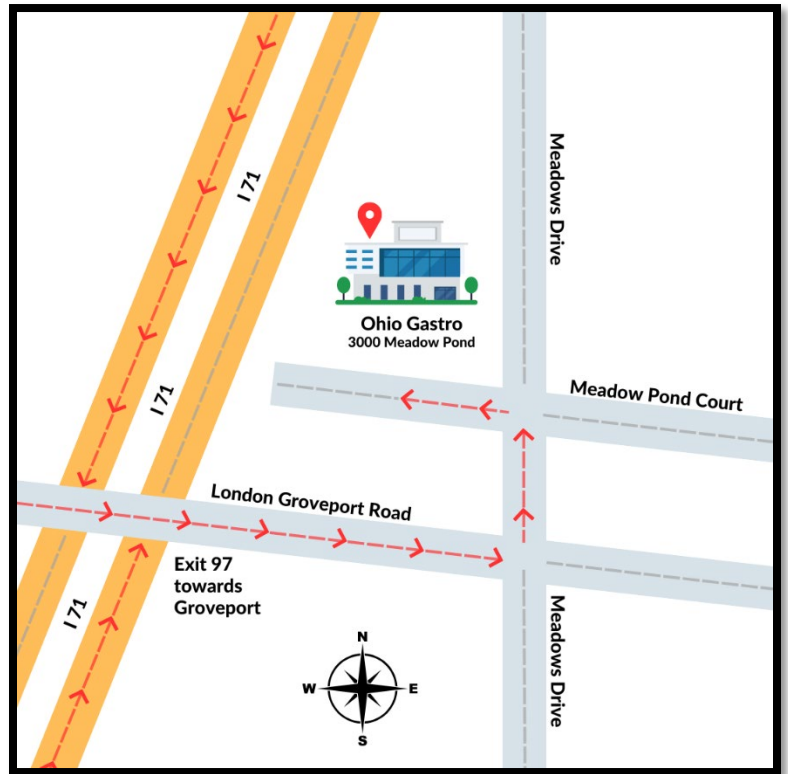 I 71
Meadows Drive
Ohio Gastro
3000 Meadow Pond
I 71
Meadow Pond Court
London Groveport Road
Exit 97
towards
Groveport
I 71
Meadows Drive
N
W
E
S